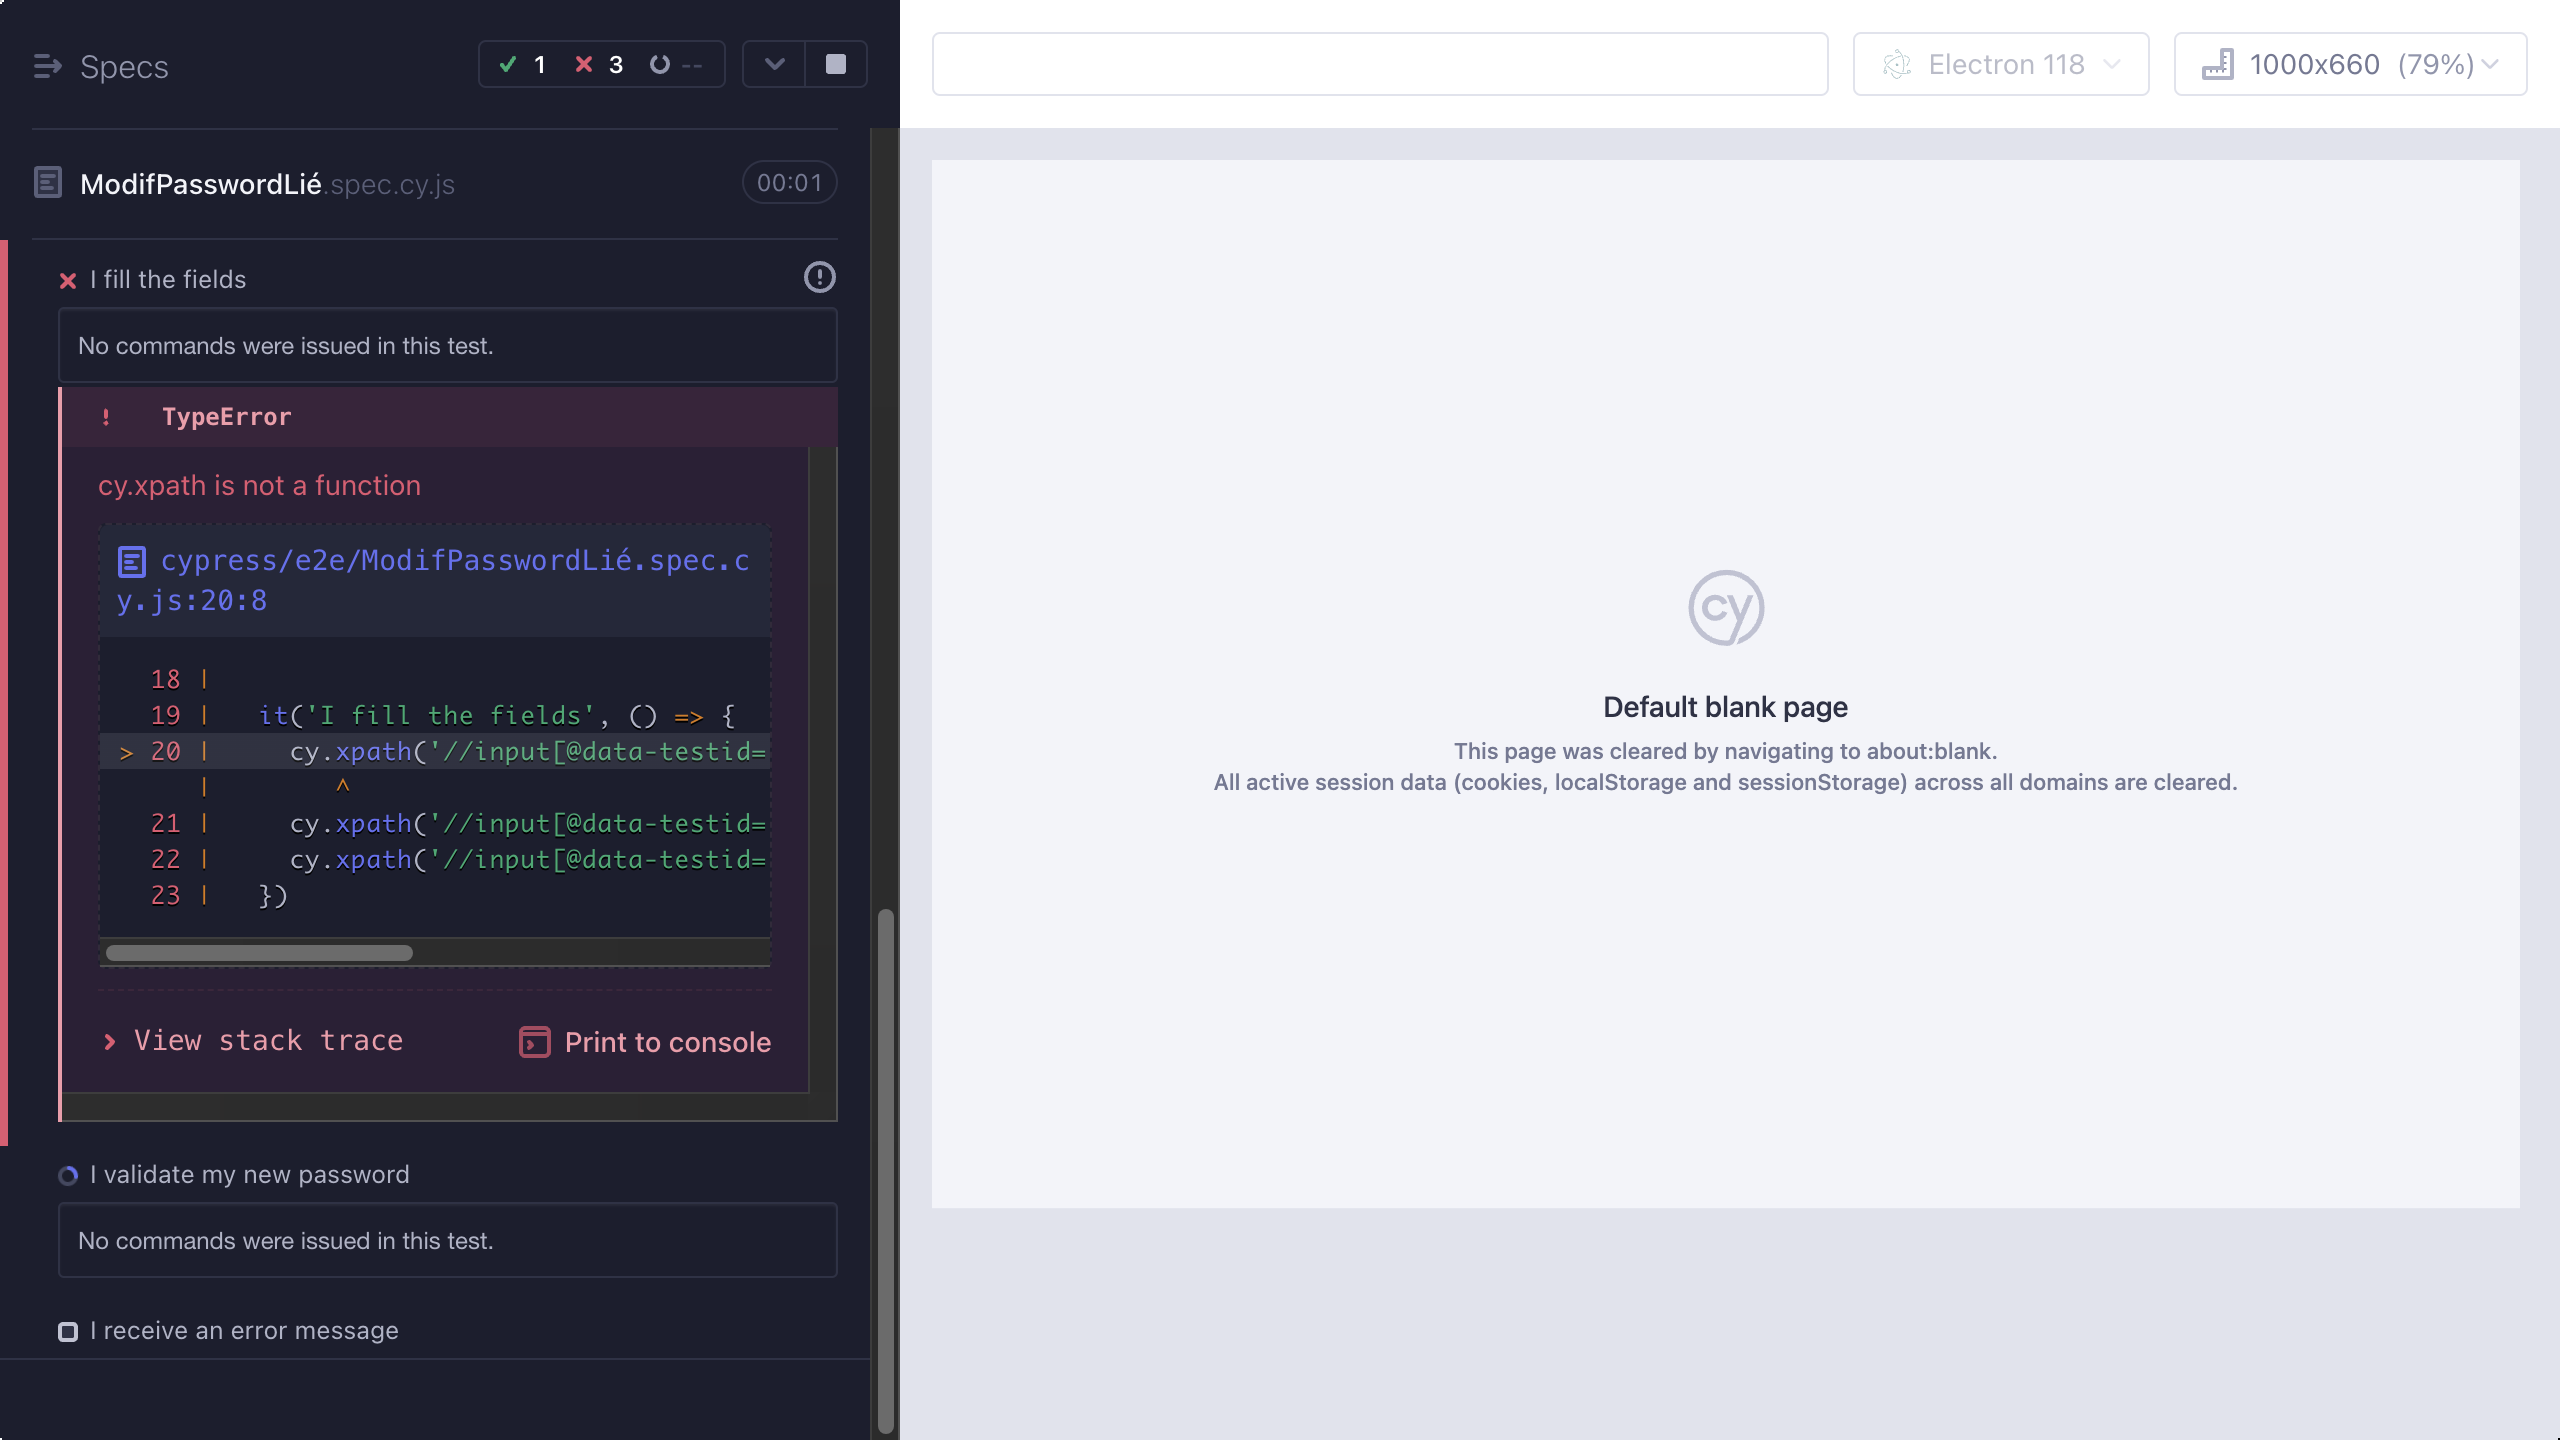 Specs
1 3 --
ModifPasswordLié.spec.cy.js
00:01
I fill the fields
No commands were issued in this test.
! TypeError
cy.xpath is not a function
cypress/e2e/ModifPasswordLié.spec.c
y.js:20:8
18 |
19 | it('I fill the fields', () => {
> 20 | cy.xpath('//input[@data-testid=
| ^
21 | cy.xpath('//input[@data-testid=
22 | cy.xpath('//input[@data-testid=
23 | })
View stack trace
Print to console
I validate my new password
No commands were issued in this test.
I receive an error message
Electron 118
1000x660 (79%)
cy
Default blank page
This page was cleared by navigating to about:blank.
All active session data (cookies, localStorage and sessionStorage) across all domains are cleared.